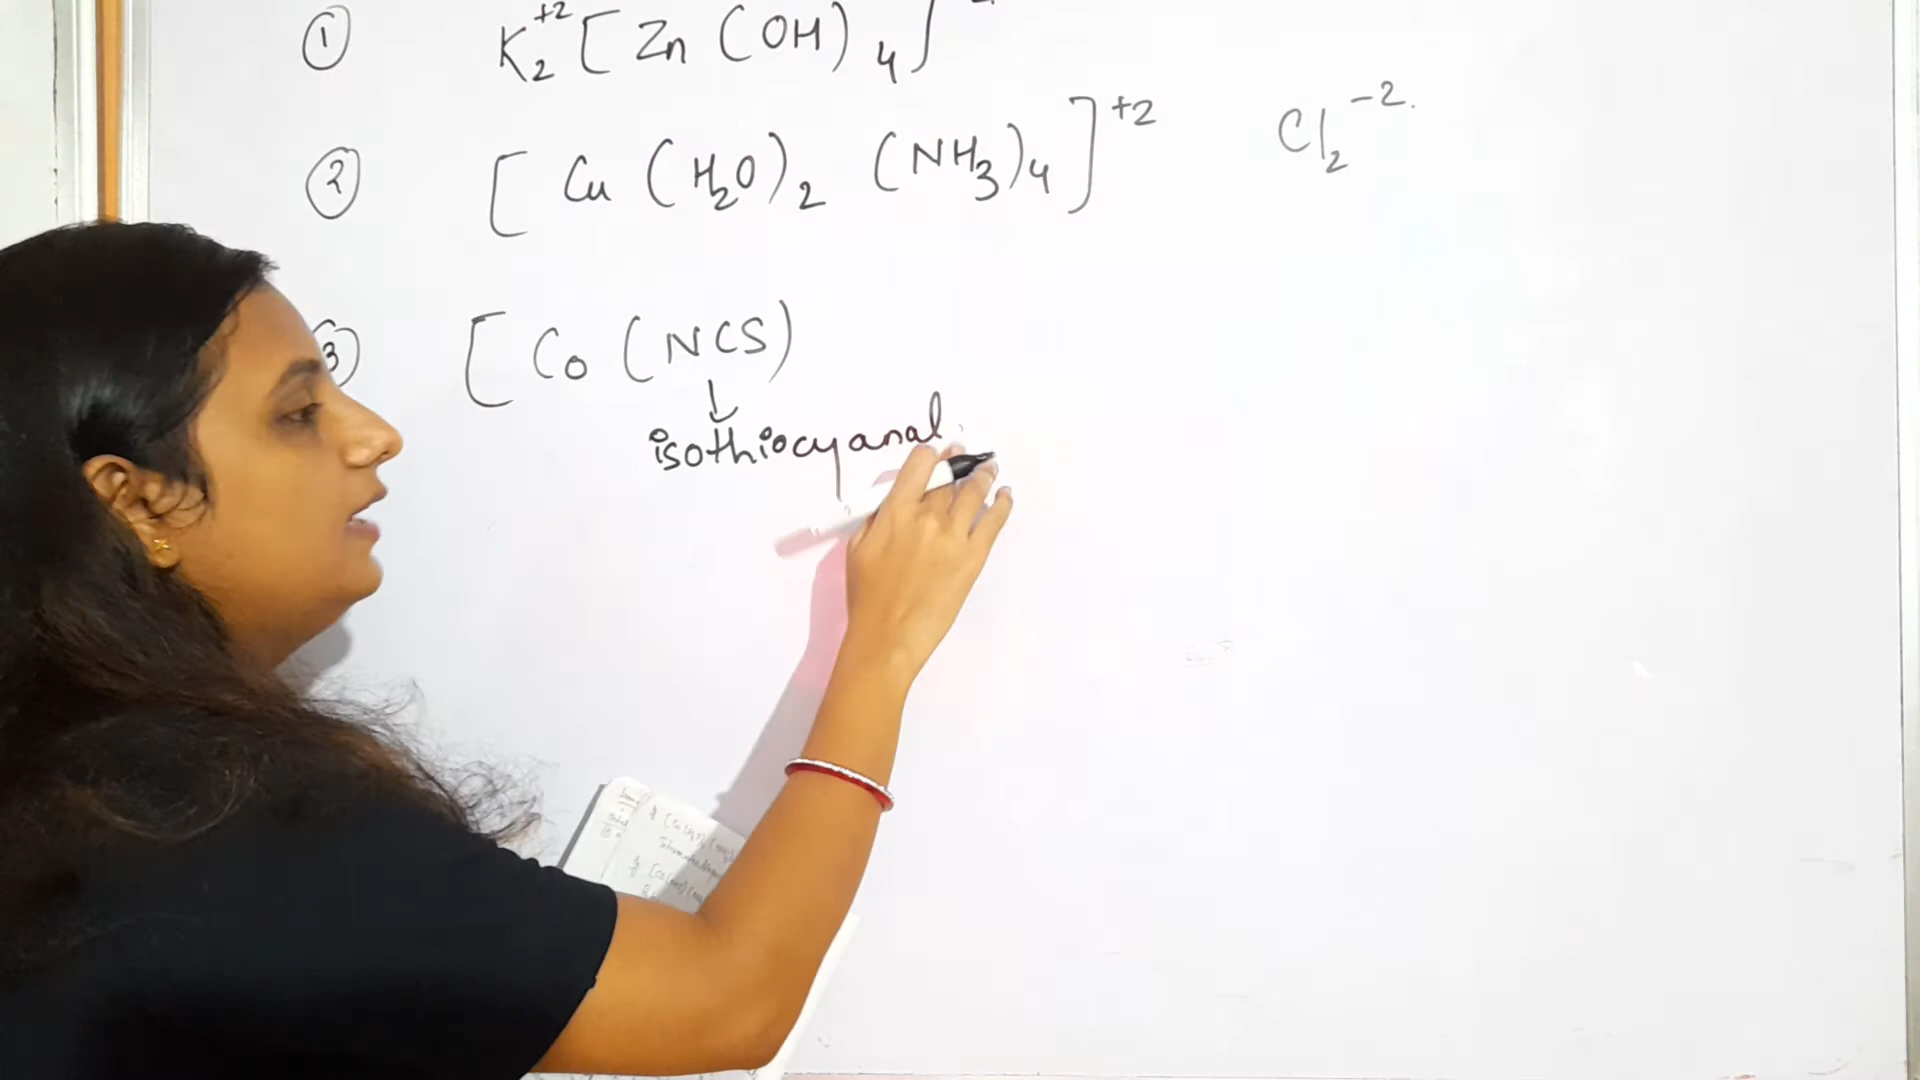 ① K₂⁺² [ Zn (OH)₄ ]
② [ Cu (H₂O)₂ (NH₃)₄ ]⁺² Cl₂⁻².
③ [ Co (NCS)
↓
isothiocyanal